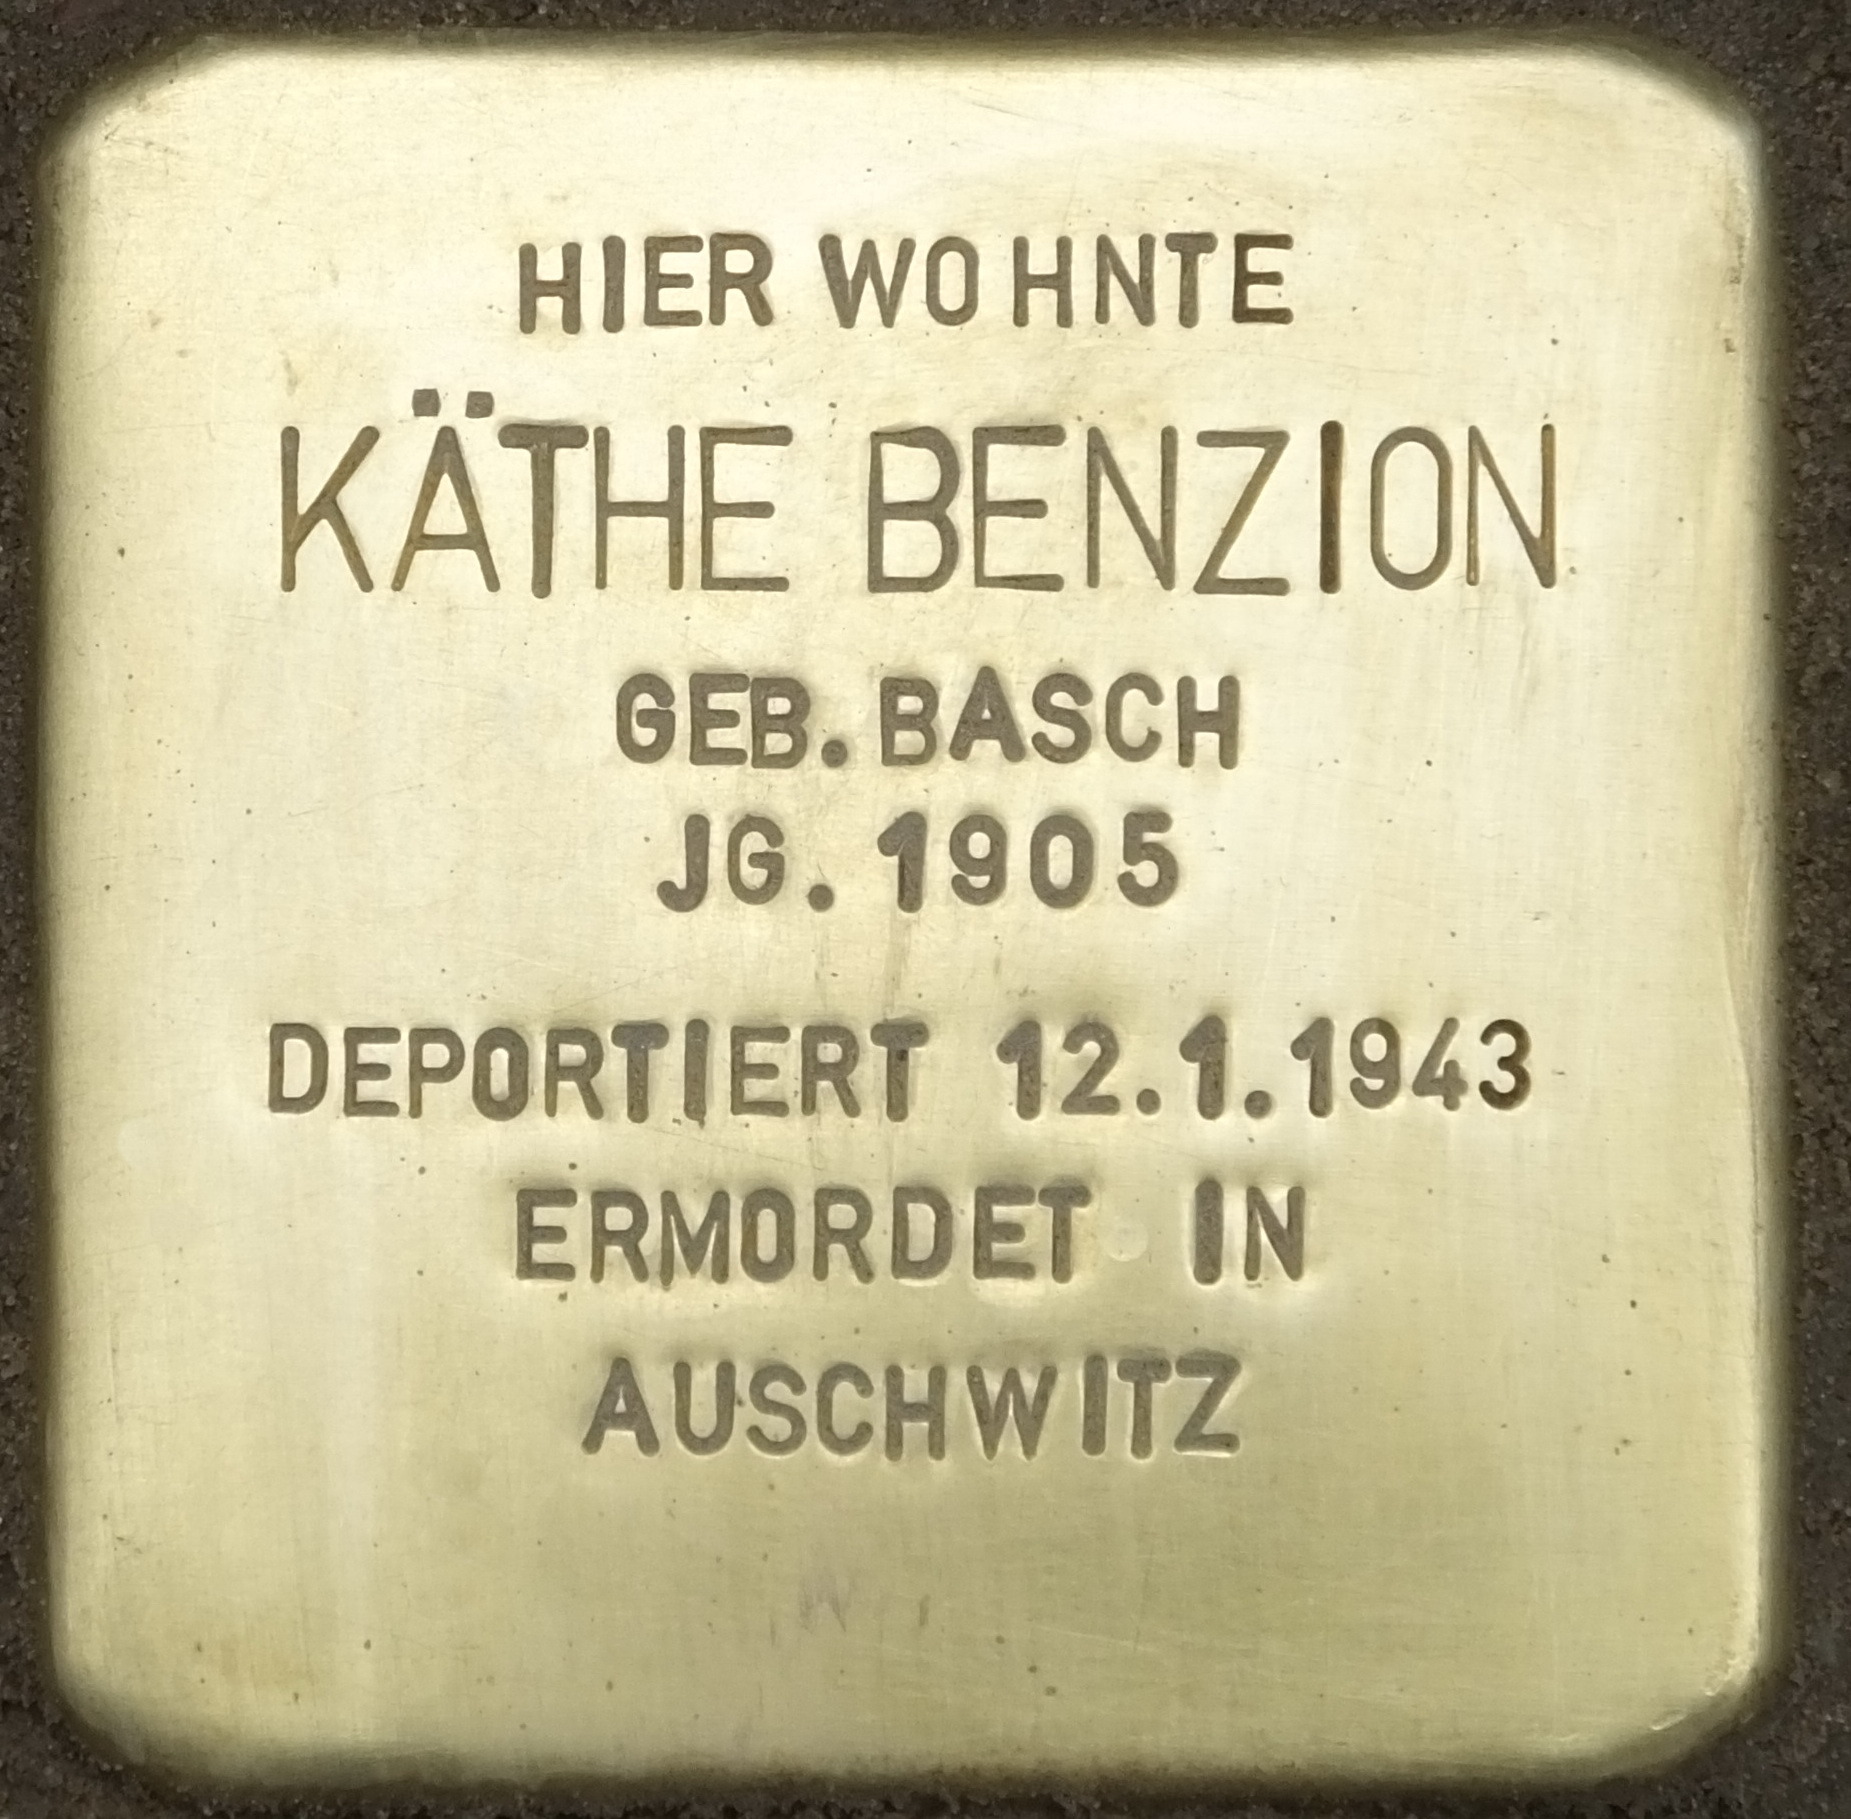 HIER WOHNTE
KÄTHE BENZION
GEB. BASCH
JG. 1905
DEPORTIERT 12.1.1943
ERMORDET IN
AUSCHWITZ